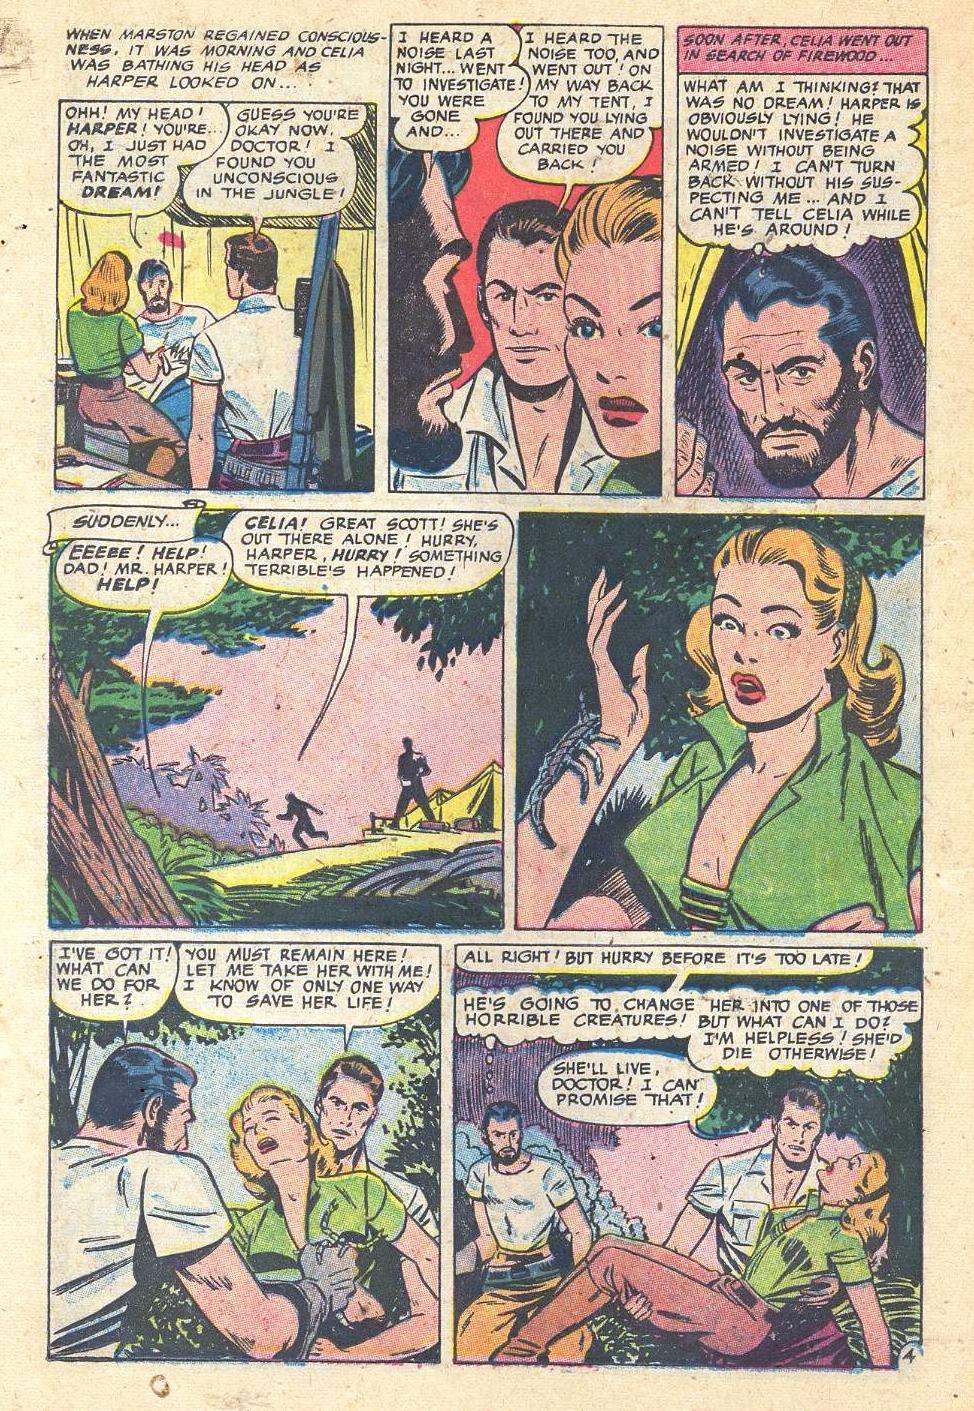 WHEN MARSTON REGAINED CONSCIOUS-
NESS, IT WAS MORNING AND CELIA
WAS BATHING HIS HEAD AS
HARPER LOOKED ON...
OHH! MY HEAD!
HARPER! YOU'RE...
OH, I JUST HAD
THE MOST
FANTASTIC
DREAM!
GUESS YOU'RE
OKAY NOW,
DOCTOR! I
FOUND YOU
UNCONSCIOUS
IN THE JUNGLE!
I HEARD A
NOISE LAST
NIGHT... WENT
TO INVESTIGATE!
YOU WERE
GONE
AND...
I HEARD THE
NOISE TOO, AND
WENT OUT! ON
MY WAY BACK
TO MY TENT, I
FOUND YOU LYING
OUT THERE AND
CARRIED YOU
BACK!
SOON AFTER, CELIA WENT OUT
IN SEARCH OF FIREWOOD...
WHAT AM I THINKING? THAT
WAS NO DREAM! HARPER IS
OBVIOUSLY LYING! HE
WOULDN'T INVESTIGATE A
NOISE WITHOUT BEING
ARMED! I CAN'T TURN
BACK WITHOUT HIS SUS-
PECTING ME... AND I
CAN'T TELL CELIA WHILE
HE'S AROUND!
SUDDENLY...
EEEEE! HELP!
DAD! MR. HARPER!
HELP!
CELIA! GREAT SCOTT! SHE'S
OUT THERE ALONE! HURRY,
HARPER, HURRY! SOMETHING
TERRIBLE'S HAPPENED!
I'VE GOT IT!
WHAT CAN
WE DO FOR
HER?
YOU MUST REMAIN HERE!
LET ME TAKE HER WITH ME!
I KNOW OF ONLY ONE WAY
TO SAVE HER LIFE!
ALL RIGHT! BUT HURRY BEFORE IT'S TOO LATE!
HE'S GOING TO CHANGE HER INTO ONE OF THOSE
HORRIBLE CREATURES! BUT WHAT CAN I DO?
I'M HELPLESS! SHE'D
DIE OTHERWISE!
SHE'LL LIVE,
DOCTOR! I CAN
PROMISE THAT!
4